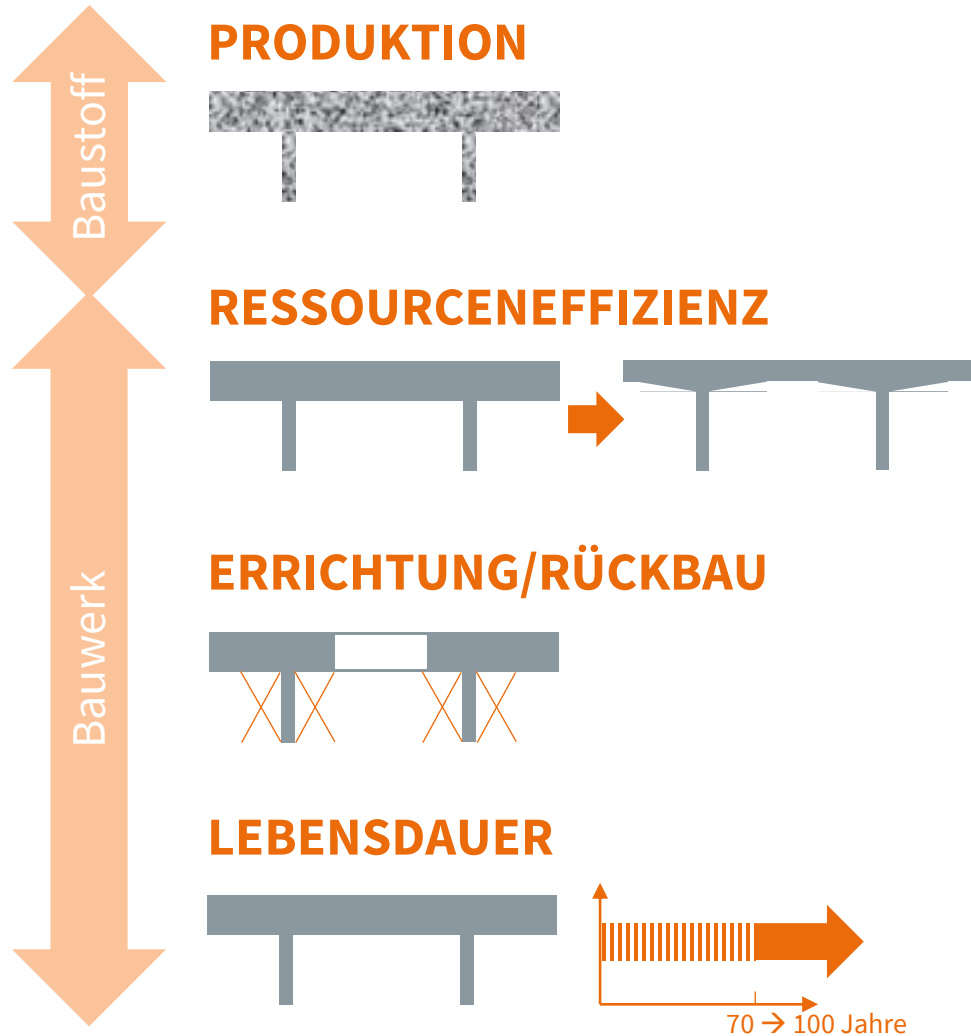 PRODUKTION
Baustoff
RESSOURCENEFFIZIENZ
ERRICHTUNG/RÜCKBAU
Bauwerk
LEBENSDAUER
70 → 100 Jahre